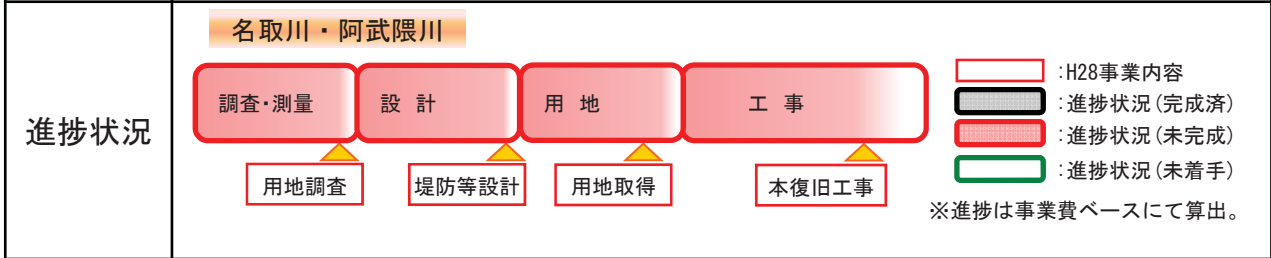 進捗状況
名取川・阿武隈川
調査・測量
設 計
用 地
工 事
用地調査
堤防等設計
用地取得
本復旧工事
:H28事業内容
:進捗状況(完成済)
:進捗状況(未完成)
:進捗状況(未着手)
※進捗は事業費ベースにて算出。